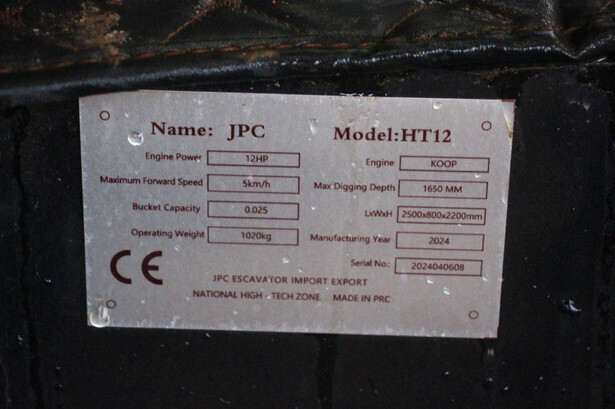 Name: JPC Model:HT12
Engine Power 12HP Engine KOOP
Maximum Forward Speed 5km/h Max Digging Depth 1650 MM
Bucket Capacity 0.025 LxWxH 2500x800x2200mm
Operating Weight 1020kg Manufacturing Year 2024
Serial No.: 2024040608
CE
JPC ESCAVATOR IMPORT EXPORT
NATIONAL HIGH - TECH ZONE MADE IN PRC